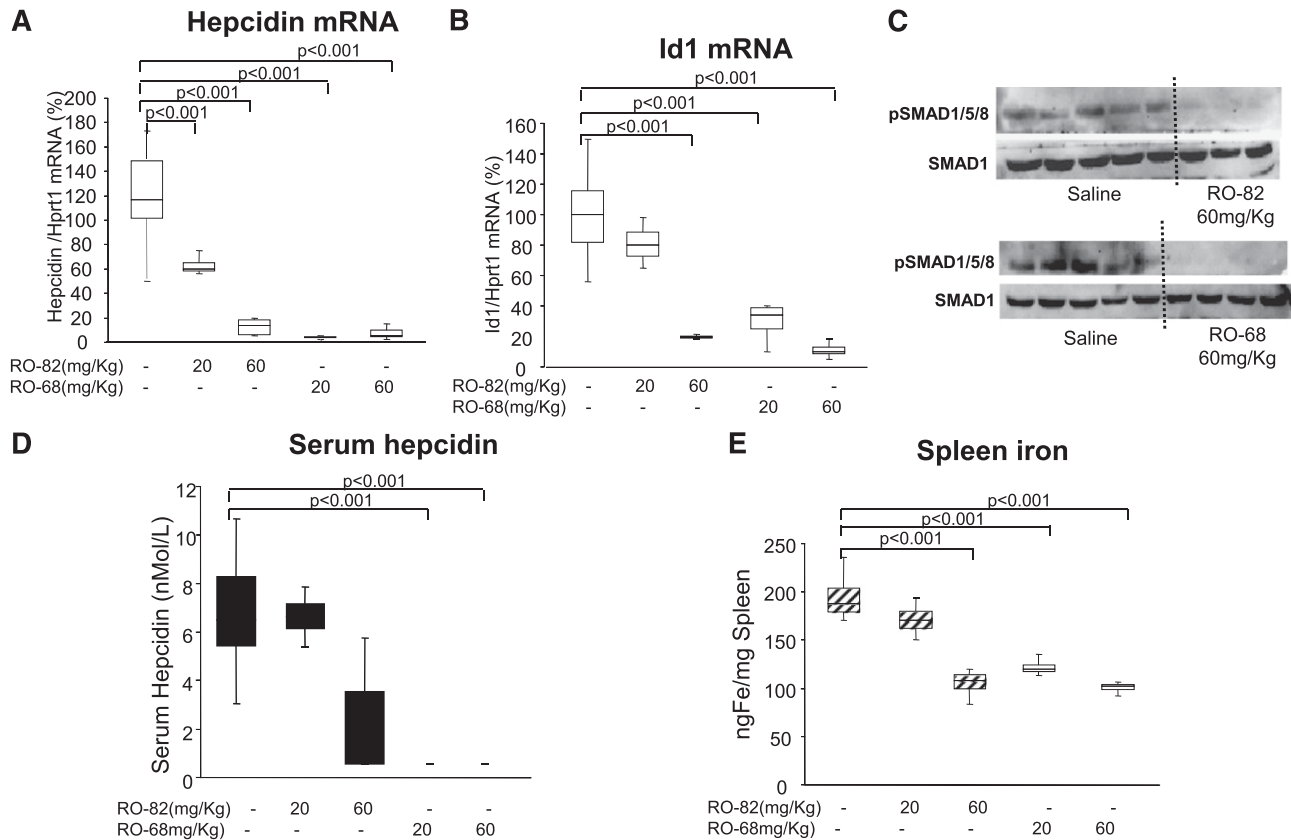 A
Hepcidin mRNA
p<0.001
p<0.001
p<0.001
p<0.001
Hepcidin /Hprt1 mRNA (%)
200
180
160
140
120
100
80
60
40
20
0
RO-82(mg/Kg) - 20 60 - -
RO-68(mg/Kg) - - - 20 60
B
Id1 mRNA
p<0.001
p<0.001
p<0.001
Id1/Hprt1 mRNA (%)
160
140
120
100
80
60
40
20
0
RO-82(mg/Kg) - 20 60 - -
RO-68(mg/Kg) - - - 20 60
C
pSMAD1/5/8
SMAD1
Saline RO-82
60mg/Kg
pSMAD1/5/8
SMAD1
Saline RO-68
60mg/Kg
D
Serum hepcidin
p<0.001
p<0.001
Serum Hepcidin (nMol/L)
12
10
8
6
4
2
0
RO-82(mg/Kg) - 20 60 - -
RO-68mg/Kg) - - - 20 60
E
Spleen iron
p<0.001
p<0.001
p<0.001
ngFe/mg Spleen
250
200
150
100
50
0
RO-82(mg/Kg) - 20 60 - -
RO-68(mg/Kg) - - - 20 60